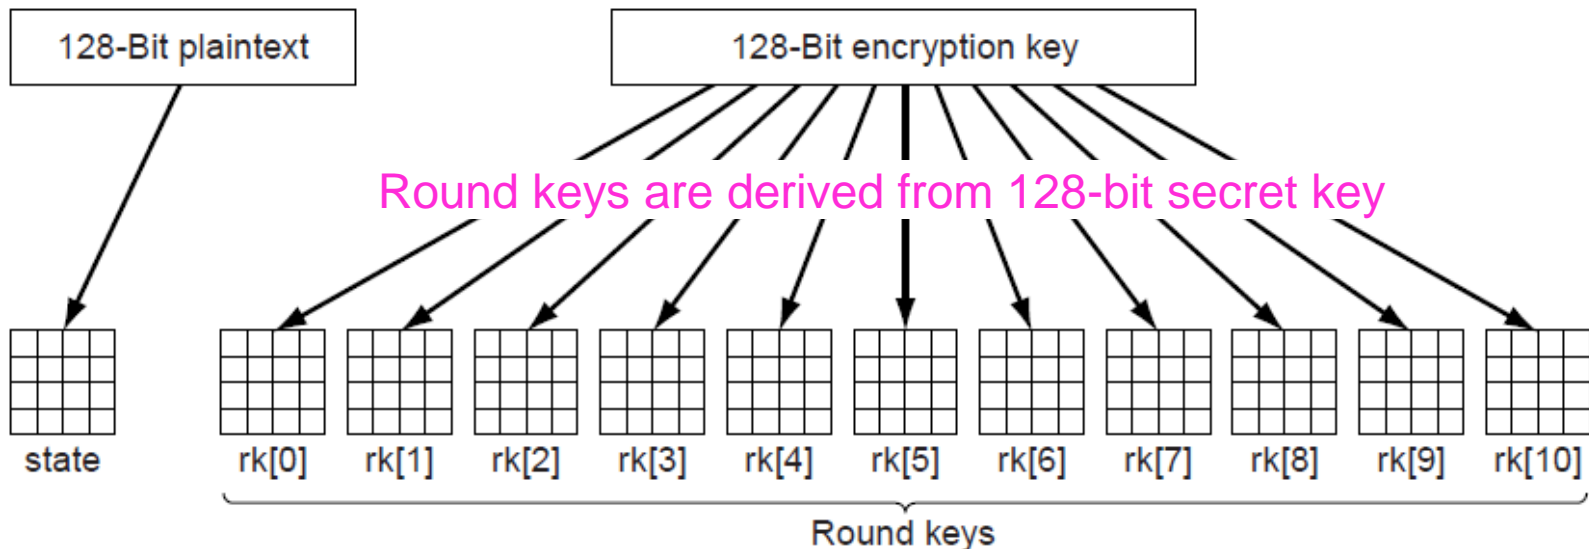 128-Bit plaintext
128-Bit encryption key
Round keys are derived from 128-bit secret key
state
rk[0] rk[1] rk[2] rk[3] rk[4] rk[5] rk[6] rk[7] rk[8] rk[9] rk[10]
Round keys